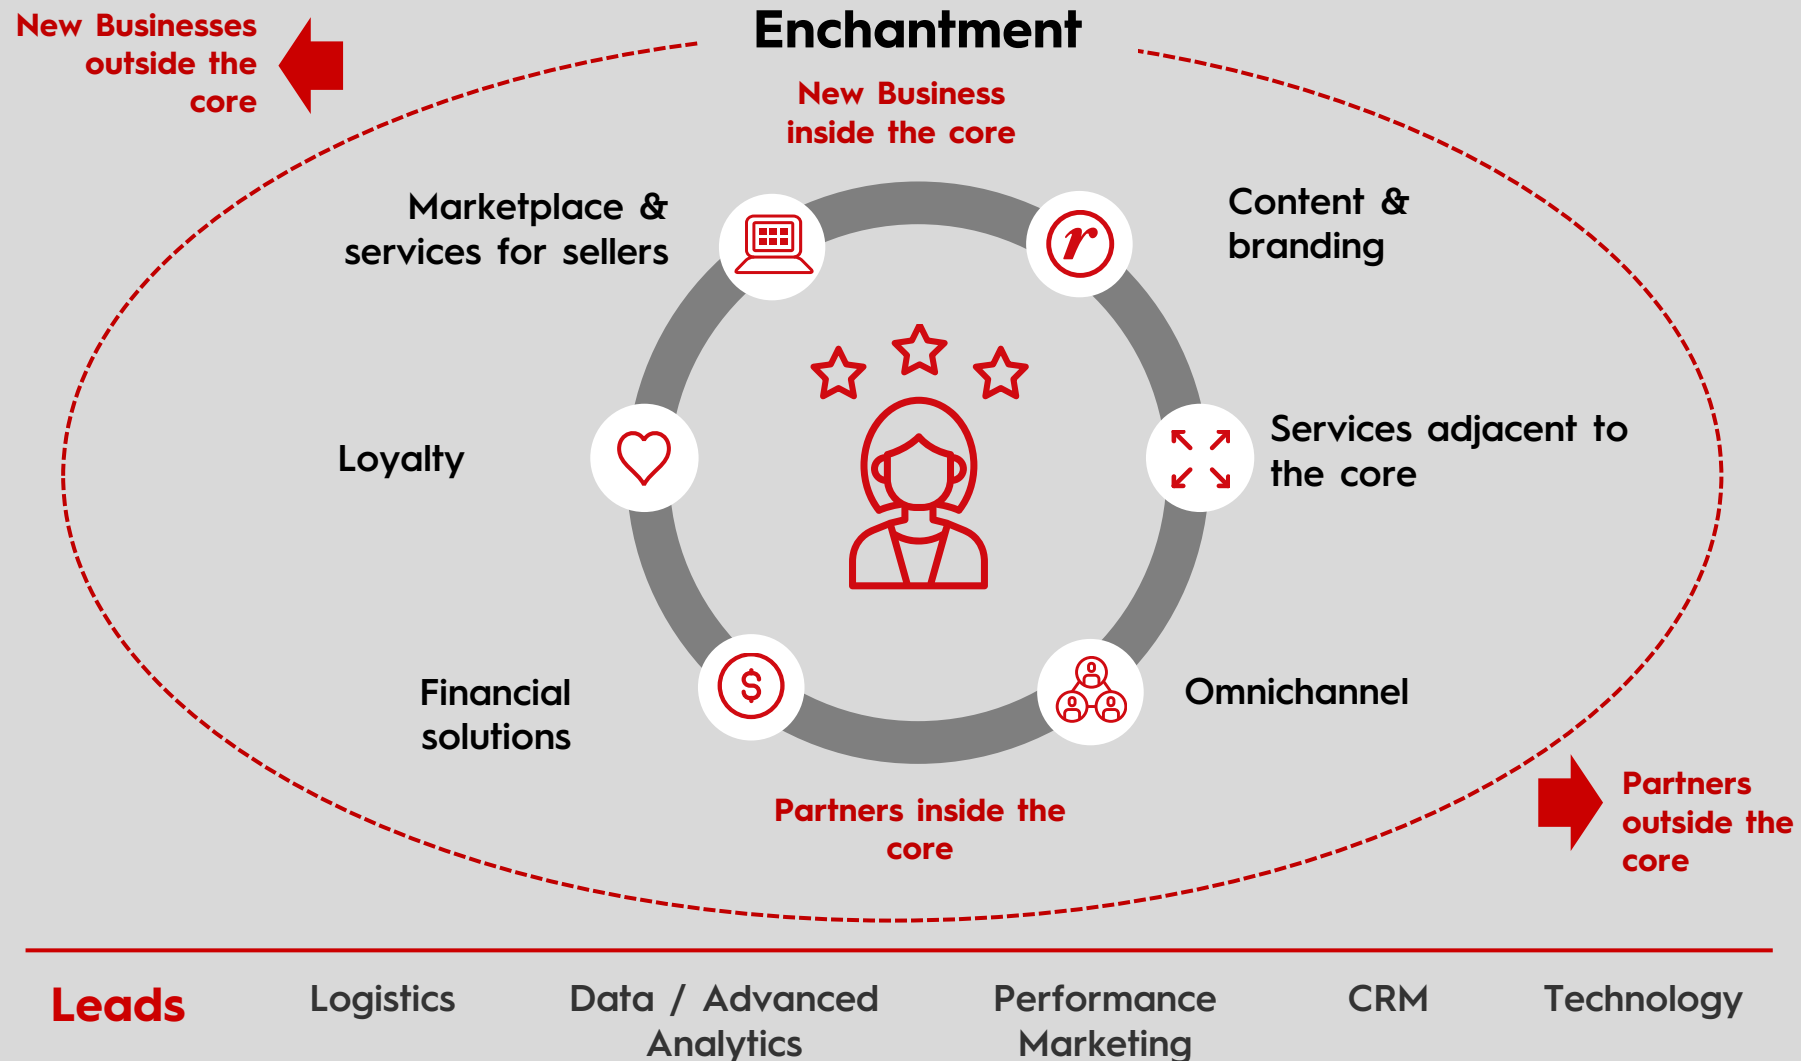 New Businesses
outside the
core
Enchantment
New Business
inside the core
Marketplace &
services for sellers
r
Content &
branding
Loyalty
Services adjacent to
the core
Financial
solutions
$
Omnichannel
Partners inside the
core
Partners
outside the
core
Leads
Logistics
Data / Advanced
Analytics
Performance
Marketing
CRM
Technology